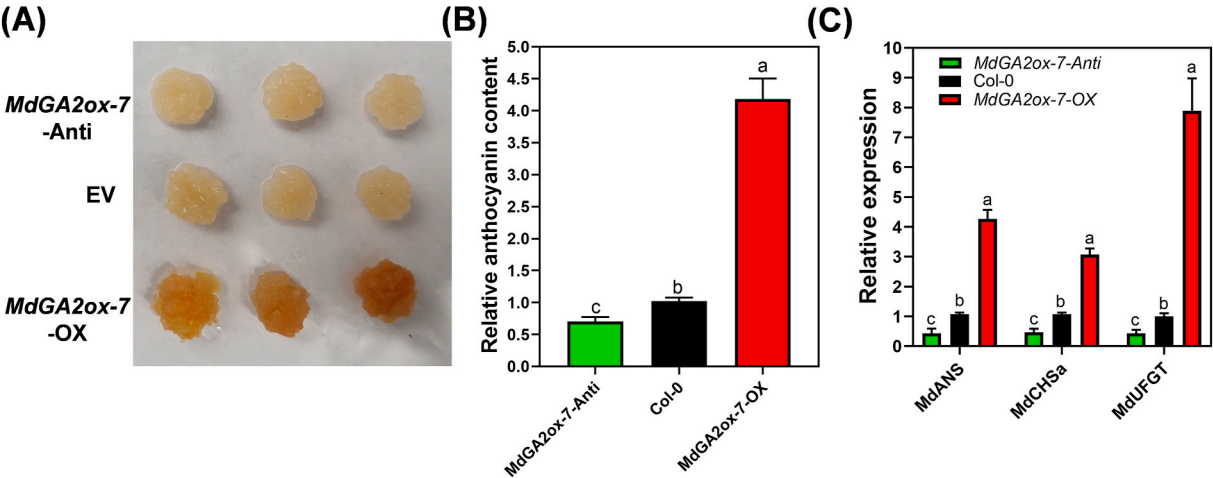 (A)
MdGA2ox-7
-Anti
EV
MdGA2ox-7
-OX
(B)
Relative anthocyanin content
5.0
4.5
4.0
3.5
3.0
2.5
2.0
1.5
1.0
0.5
0.0
c
b
a
MdGA2ox-7-Anti
Col-0
MdGA2ox-7-OX
(C)
Relative expression
10
9
8
7
6
5
4
3
2
1
0
MdGA2ox-7-Anti
Col-0
MdGA2ox-7-OX
c
b
a
c
b
a
c
b
a
MdANS
MdCHSa
MdUFGT